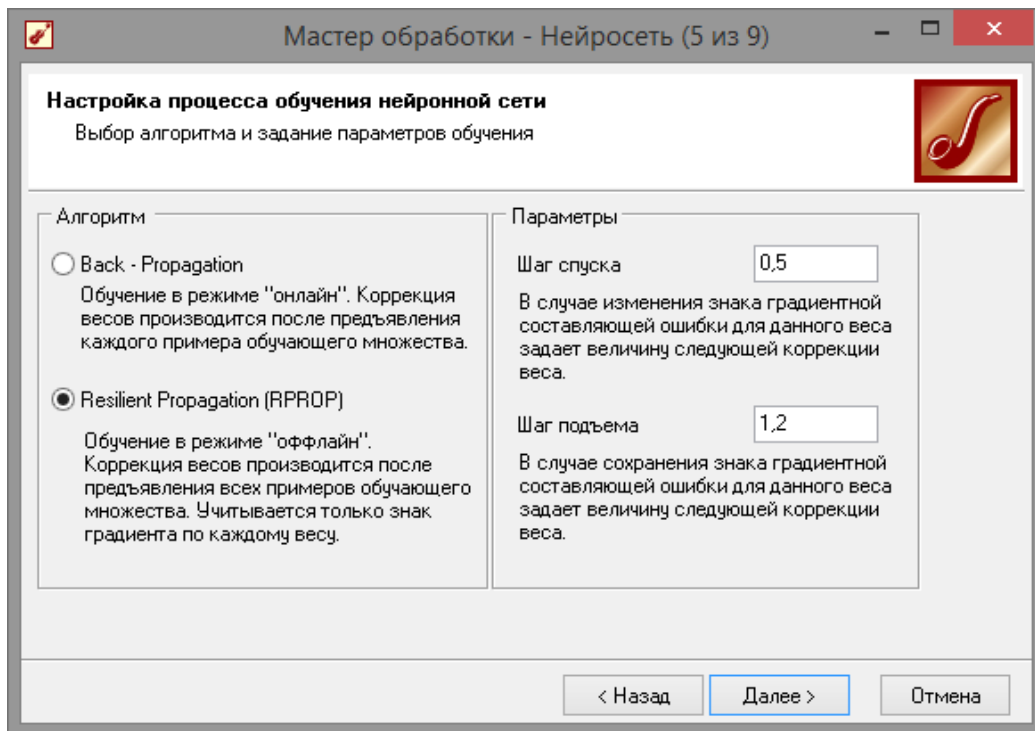 Мастер обработки - Нейросеть (5 из 9)
Настройка процесса обучения нейронной сети
Выбор алгоритма и задание параметров обучения
Алгоритм
Back - Propagation
Обучение в режиме "онлайн". Коррекция
весов производится после предъявления
каждого примера обучающего множества.
Resilient Propagation (RPROP)
Обучение в режиме "оффлайн".
Коррекция весов производится после
предъявления всех примеров обучающего
множества. Учитывается только знак
градиента по каждому весу.
Параметры
Шаг спуска
0,5
В случае изменения знака градиентной
составляющей ошибки для данного веса
задает величину следующей коррекции
веса.
Шаг подъема
1,2
В случае сохранения знака градиентной
составляющей ошибки для данного веса
задает величину следующей коррекции
веса.
< Назад
Далее >
Отмена